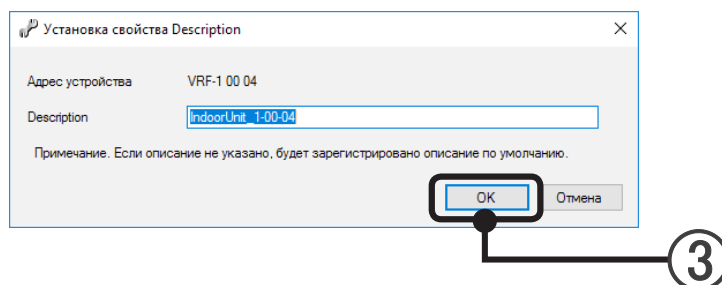 Установка свойства Description
Адрес устройства VRF-1 00 04
Description IndoorUnit_1-00-04
Примечание. Если описание не указано, будет зарегистрировано описание по умолчанию.
OK Отмена
3